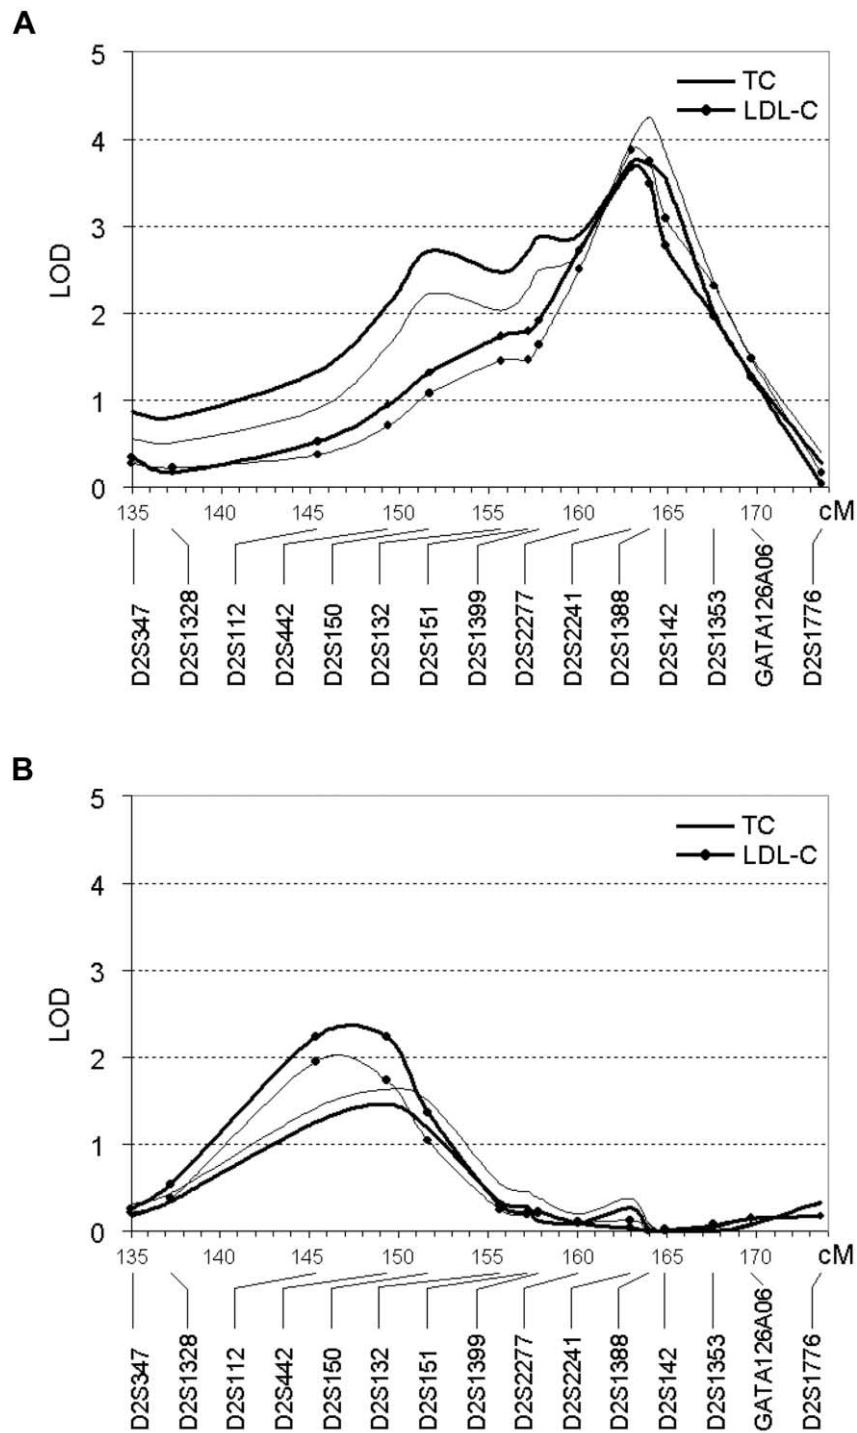 A
5
4
3
2
1
0
LOD
TC
LDL-C
135 140 145 150 155 160 165 170 cM
D2S347 D2S1328 D2S112 D2S442 D2S150 D2S132 D2S151 D2S1399 D2S2277 D2S2241 D2S1388 D2S142 D2S1353 GATA126A06 D2S1776
B
5
4
3
2
1
0
LOD
TC
LDL-C
135 140 145 150 155 160 165 170 cM
D2S347 D2S1328 D2S112 D2S442 D2S150 D2S132 D2S151 D2S1399 D2S2277 D2S2241 D2S1388 D2S142 D2S1353 GATA126A06 D2S1776